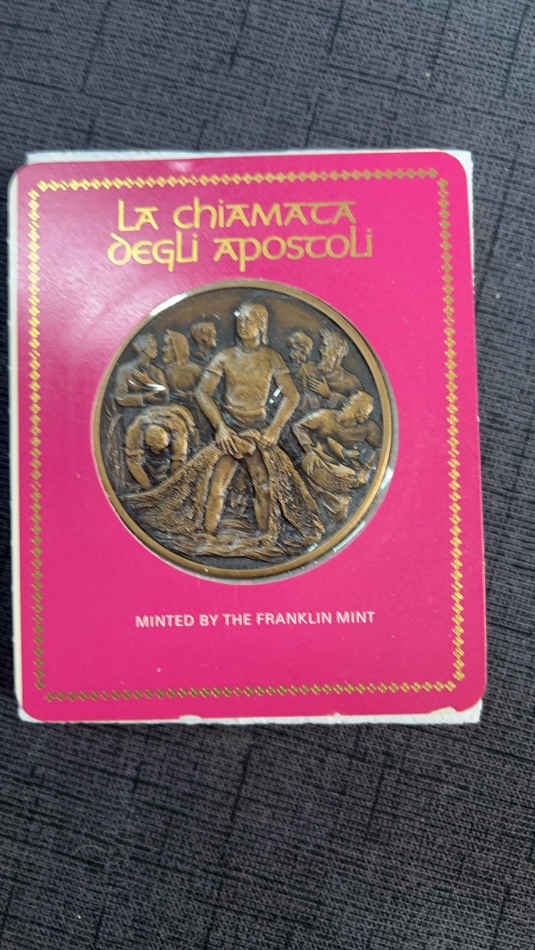 La chiamata
degli apostoli
MINTED BY THE FRANKLIN MINT